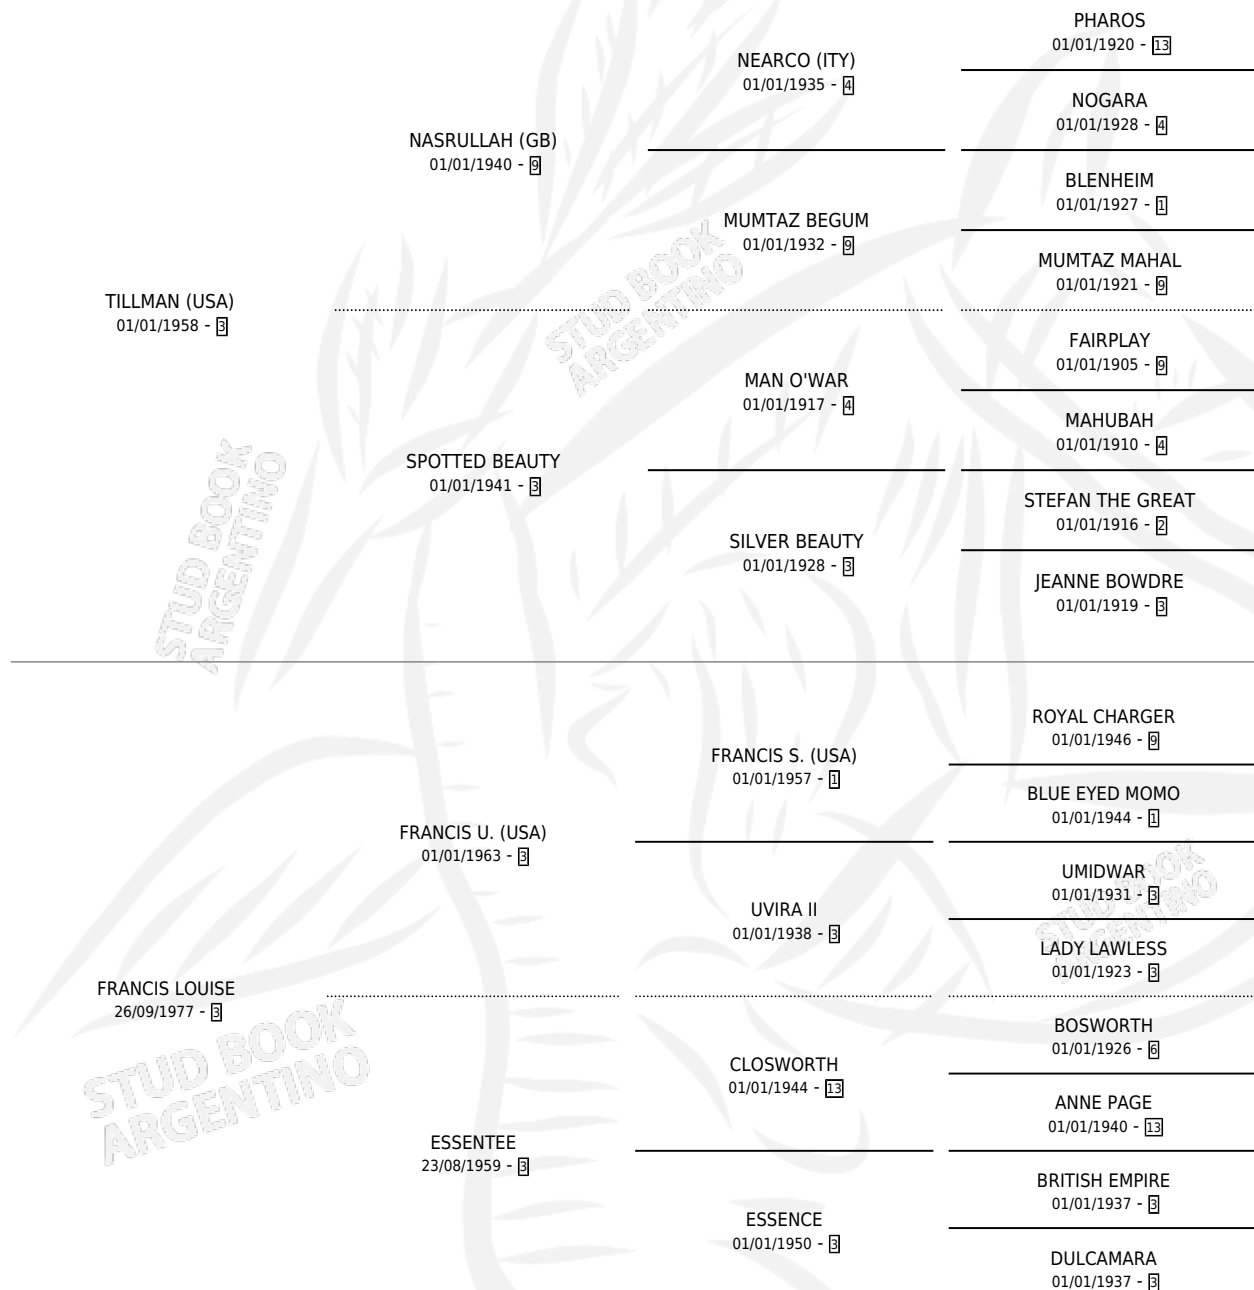 PHAROS
01/01/1920 - 13
NEARCO (ITY)
01/01/1935 - 4
NOGARA
01/01/1928 - 4
NASRULLAH (GB)
01/01/1940 - 9
BLENHEIM
01/01/1927 - 1
MUMTAZ BEGUM
01/01/1932 - 9
MUMTAZ MAHAL
01/01/1921 - 9
TILLMAN (USA)
01/01/1958 - 3
FAIRPLAY
01/01/1905 - 9
MAN O'WAR
01/01/1917 - 4
MAHUBAH
01/01/1910 - 4
SPOTTED BEAUTY
01/01/1941 - 3
STEFAN THE GREAT
01/01/1916 - 2
SILVER BEAUTY
01/01/1928 - 3
JEANNE BOWDRE
01/01/1919 - 3
STUD BOOK
ARGENTINO
STUD BOOK
ARGENTINO
ROYAL CHARGER
01/01/1946 - 9
FRANCIS S. (USA)
01/01/1957 - 1
BLUE EYED MOMO
01/01/1944 - 1
FRANCIS U. (USA)
01/01/1963 - 3
UMIDWAR
01/01/1931 - 3
UVIRA II
01/01/1938 - 3
LADY LAWLESS
01/01/1923 - 3
STUD BOOK
ARGENTINO
FRANCIS LOUISE
26/09/1977 - 3
BOSWORTH
01/01/1926 - 6
CLOSWORTH
01/01/1944 - 13
ANNE PAGE
01/01/1940 - 13
ESSENTEE
23/08/1959 - 3
BRITISH EMPIRE
01/01/1937 - 3
ESSENCE
01/01/1950 - 3
DULCAMARA
01/01/1937 - 3
STUD BOOK
ARGENTINO